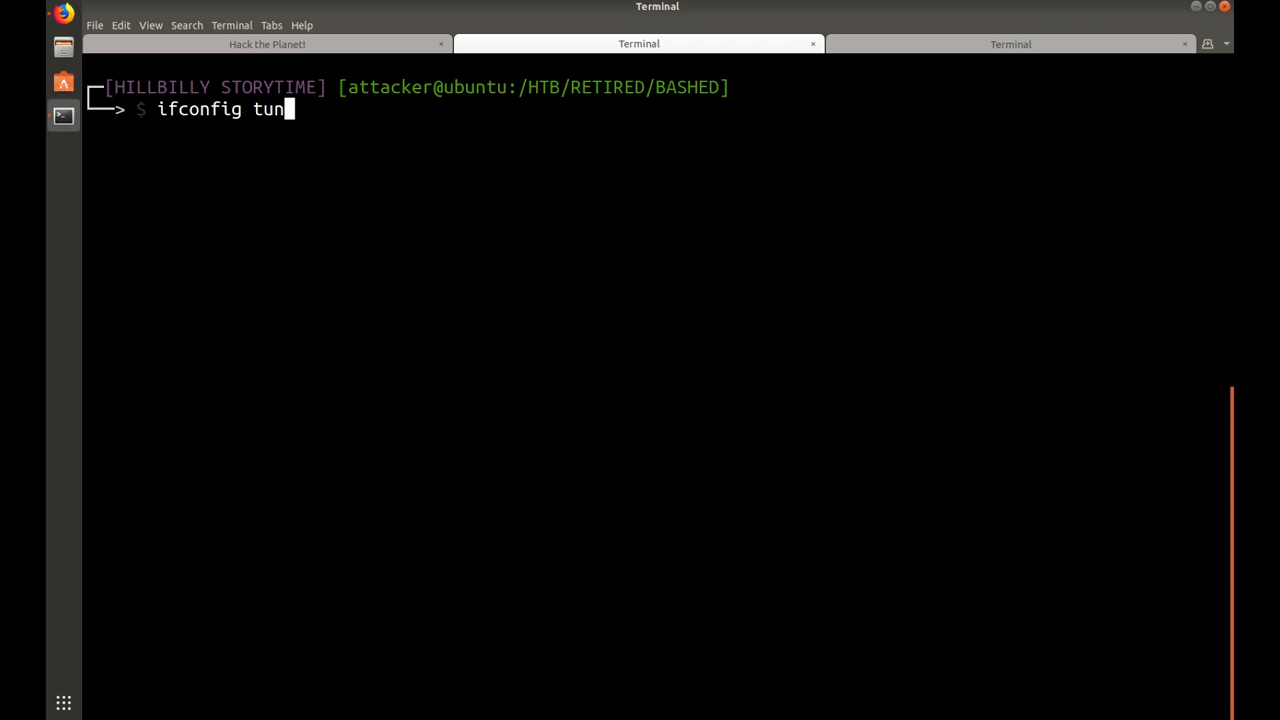 Terminal
File Edit View Search Terminal Tabs Help
Hack the Planet! × Terminal × Terminal ×
[HILLBILLY STORYTIME] [attacker@ubuntu:/HTB/RETIRED/BASHED]
> $ ifconfig tun